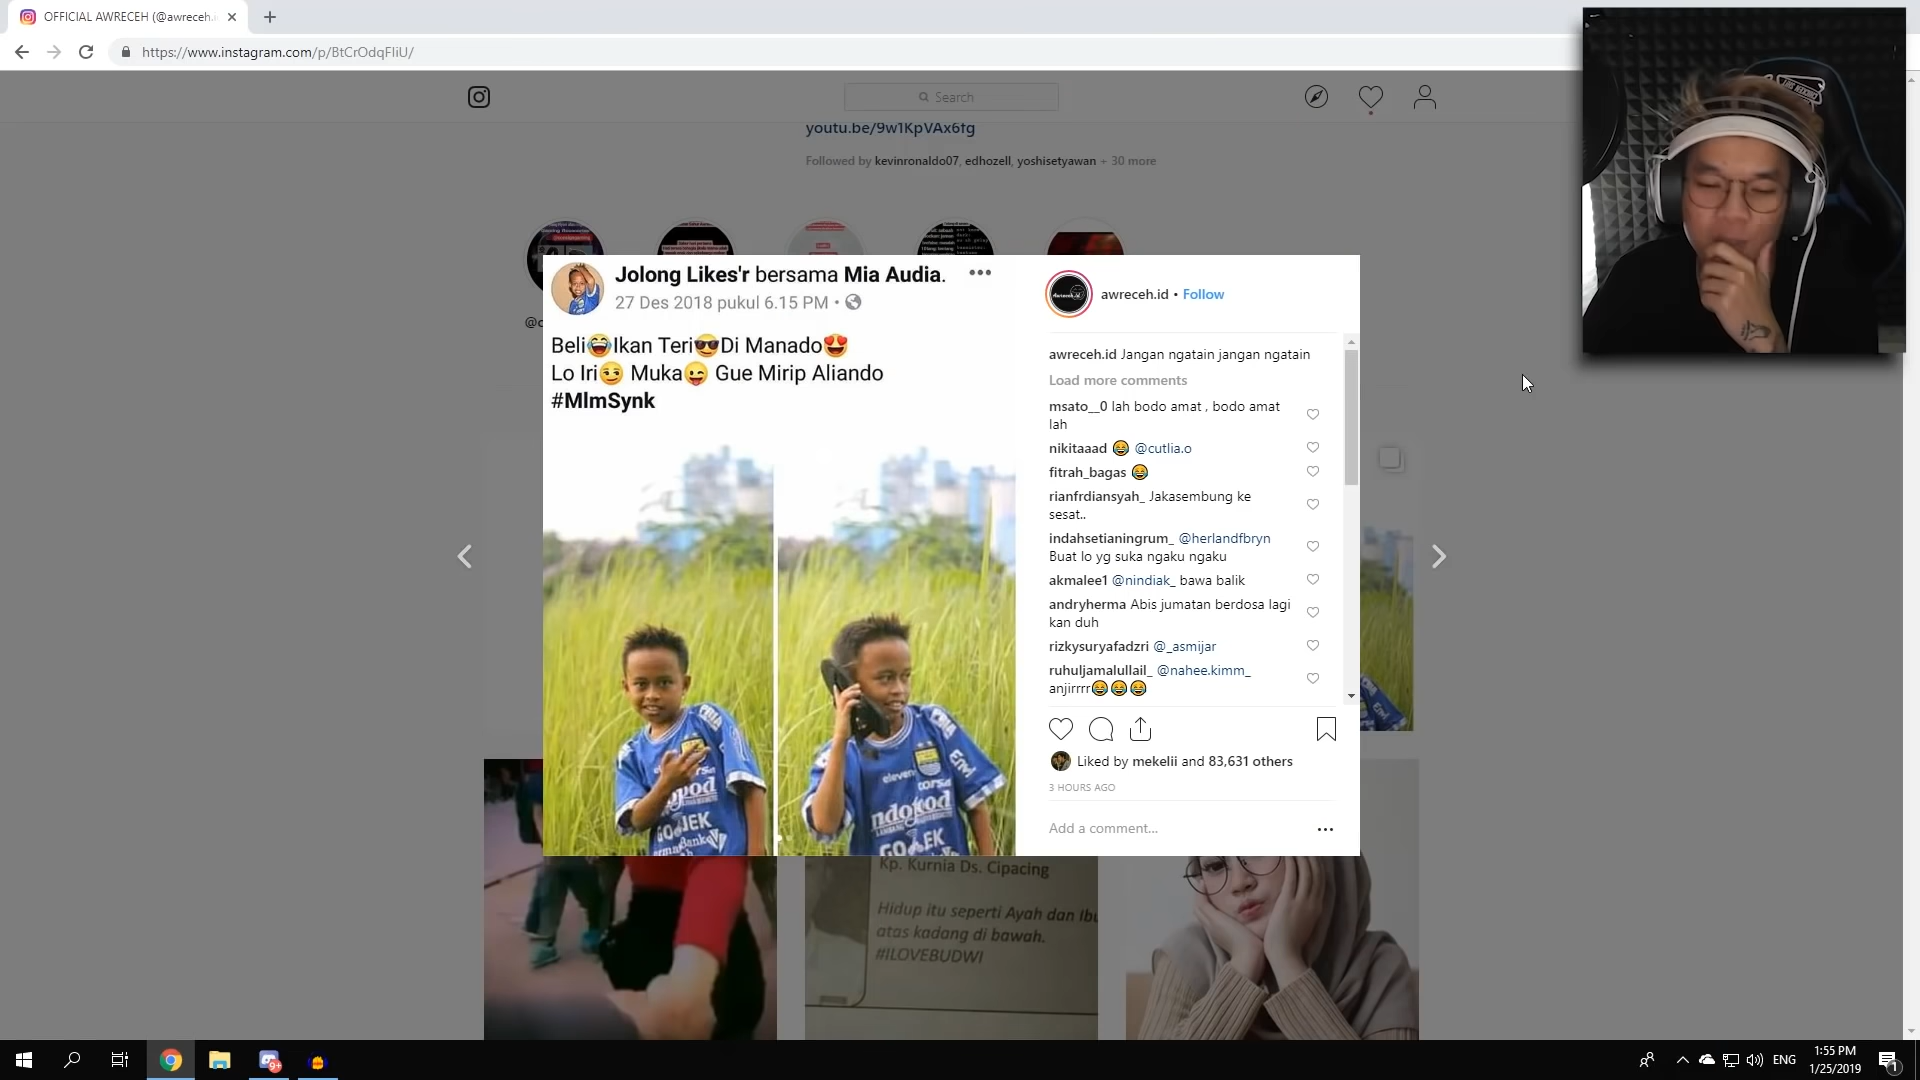 OFFICIAL AWRECEH (@awreceh.i
https://www.instagram.com/p/BtCrOdqFliU/
Search
youtu.be/9w1KpVAx6fg
Followed by kevinronaldo07, edhozell, yoshisetyawan + 30 more
Jolong Likes'r bersama Mia Audia.
27 Des 2018 pukul 6.15 PM
Beli😂Ikan Teri😎Di Manado😍
Lo Iri😏 Muka😜 Gue Mirip Aliando
#MlmSynk
awreceh.id • Follow
awreceh.id Jangan ngatain jangan ngatain
Load more comments
msato__0 lah bodo amat , bodo amat
lah
nikitaaad 😂 @cutlia.o
fitrah_bagas 😂
rianfrdiansyah_ Jakasembung ke
sesat..
indahsetianingrum_ @herlandfbryn
Buat lo yg suka ngaku ngaku
akmalee1 @nindiak_ bawa balik
andryherma Abis jumatan berdosa lagi
kan duh
rizkysuryafadzri @_asmijar
ruhuljamalullail_ @nahee.kimm_
anjirrrr😂😂😂
Liked by mekelii and 83,631 others
3 HOURS AGO
Add a comment...
Kp. Kurnia Ds. Cipacing
Hidup itu seperti Ayah dan Ibu
atas kadang di bawah.
#ILOVEBUDWI
9+
ENG
1:55 PM
1/25/2019
1